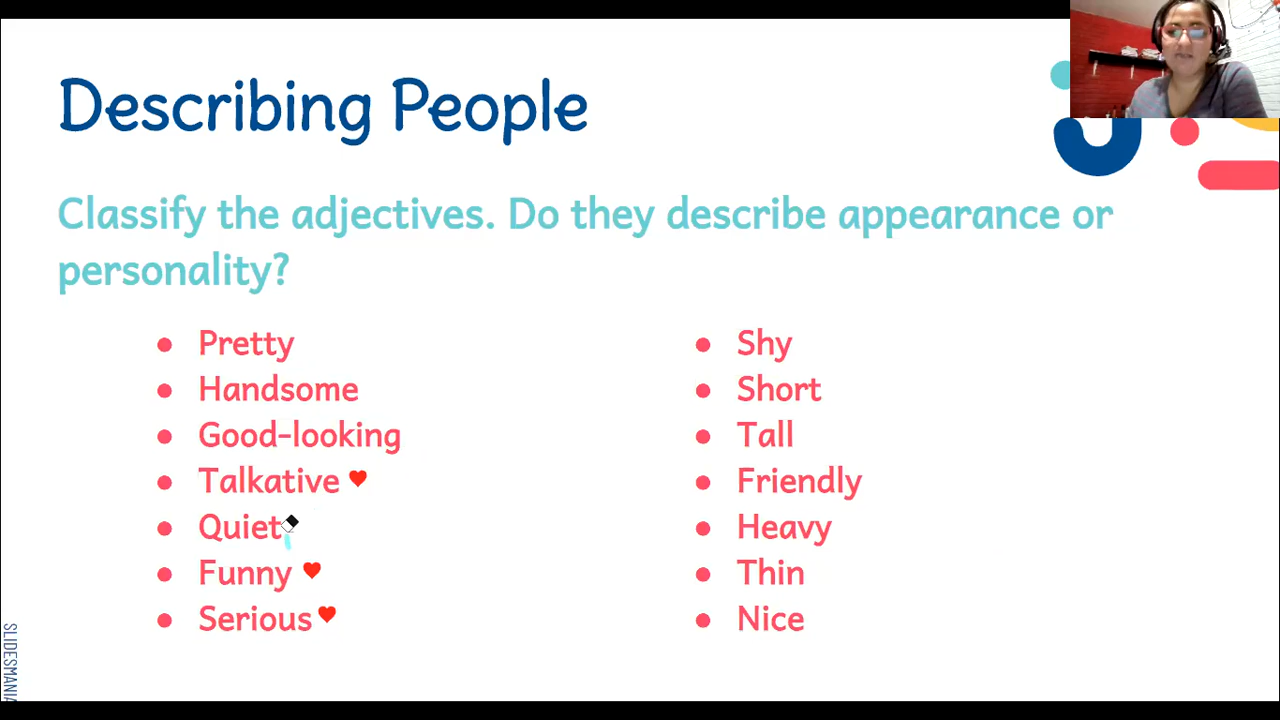 Describing People
Classify the adjectives. Do they describe appearance or
personality?
Pretty
Handsome
Good-looking
Talkative
Quiet
Funny
Serious
Shy
Short
Tall
Friendly
Heavy
Thin
Nice